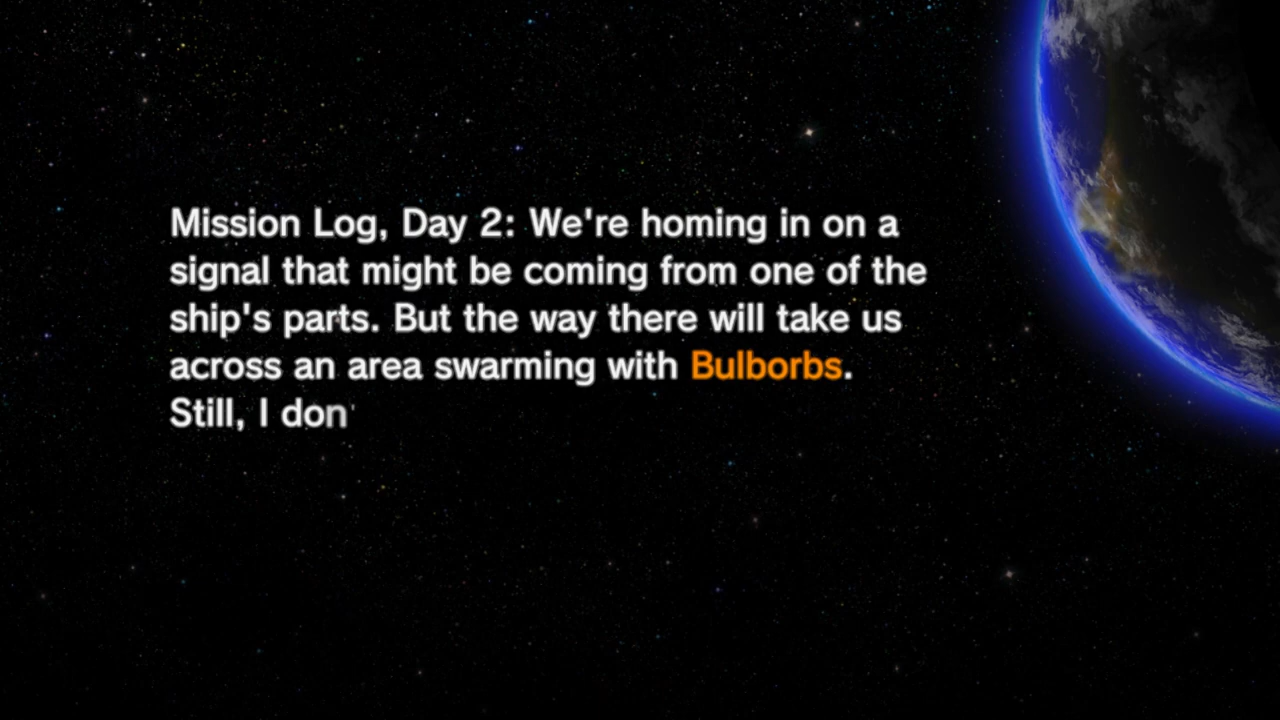 Mission Log, Day 2: We're homing in on a
signal that might be coming from one of the
ship's parts. But the way there will take us
across an area swarming with Bulborbs.
Still, I don'